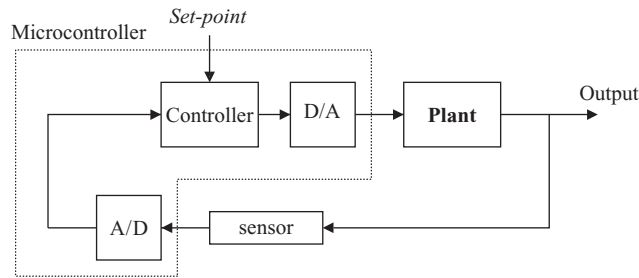 Set-point
Microcontroller
Controller
D/A
Plant
Output
A/D
sensor